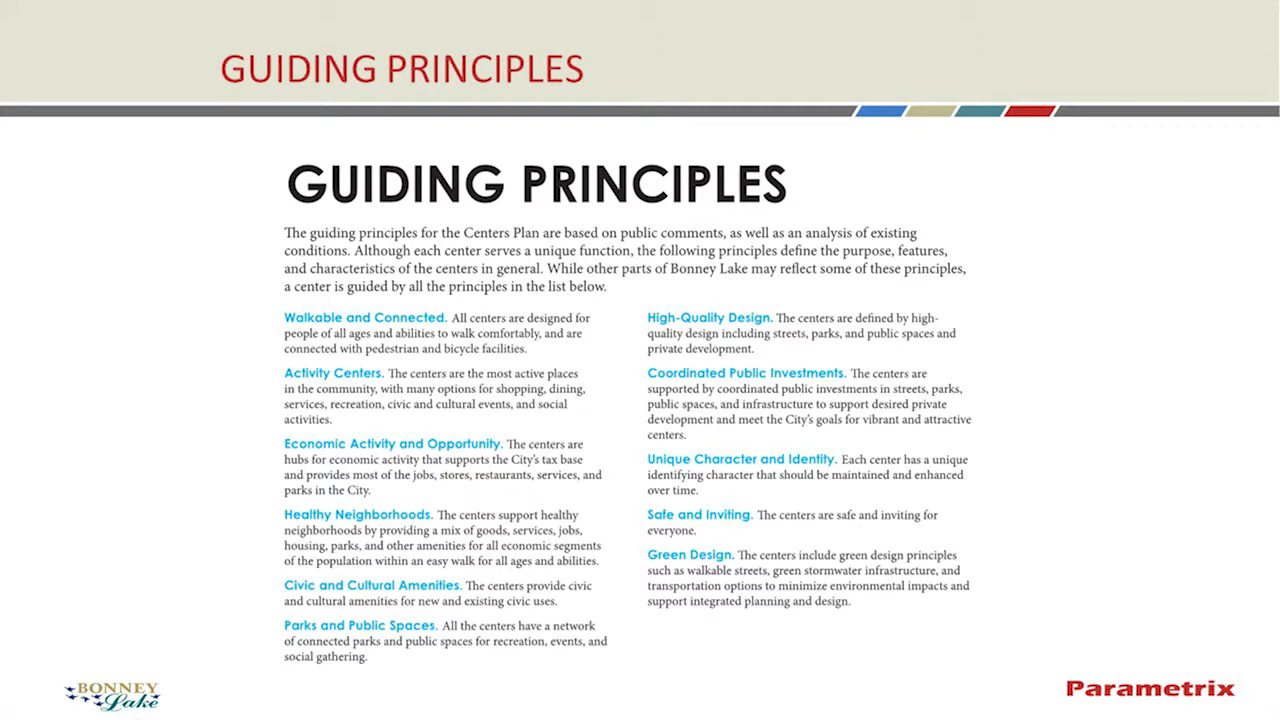 GUIDING PRINCIPLES
GUIDING PRINCIPLES
The guiding principles for the Centers Plan are based on public comments, as well as an analysis of existing
conditions. Although each center serves a unique function, the following principles define the purpose, features,
and characteristics of the centers in general. While other parts of Bonney Lake may reflect some of these principles,
a center is guided by all the principles in the list below.
Walkable and Connected. All centers are designed for
people of all ages and abilities to walk comfortably, and are
connected with pedestrian and bicycle facilities.
Activity Centers. The centers are the most active places
in the community, with many options for shopping, dining,
services, recreation, civic and cultural events, and social
activities.
Economic Activity and Opportunity. The centers are
hubs for economic activity that supports the City's tax base
and provides most of the jobs, stores, restaurants, services, and
parks in the City.
Healthy Neighborhoods. The centers support healthy
neighborhoods by providing a mix of goods, services, jobs,
housing, parks, and other amenities for all economic segments
of the population within an easy walk for all ages and abilities.
Civic and Cultural Amenities. The centers provide civic
and cultural amenities for new and existing civic uses.
Parks and Public Spaces. All the centers have a network
of connected parks and public spaces for recreation, events, and
social gathering.
High-Quality Design. The centers are defined by high-
quality design including streets, parks, and public spaces and
private development.
Coordinated Public Investments. The centers are
supported by coordinated public investments in streets, parks,
public spaces, and infrastructure to support desired private
development and meet the City's goals for vibrant and attractive
centers.
Unique Character and Identity. Each center has a unique
identifying character that should be maintained and enhanced
over time.
Safe and Inviting. The centers are safe and inviting for
everyone.
Green Design. The centers include green design principles
such as walkable streets, green stormwater infrastructure, and
transportation options to minimize environmental impacts and
support integrated planning and design.
BONNEY
Lake
Parametrix